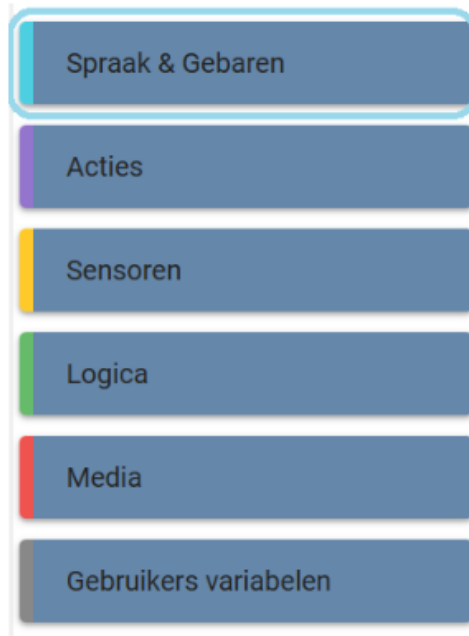 Spraak & Gebaren
Acties
Sensoren
Logica
Media
Gebruikers variabelen